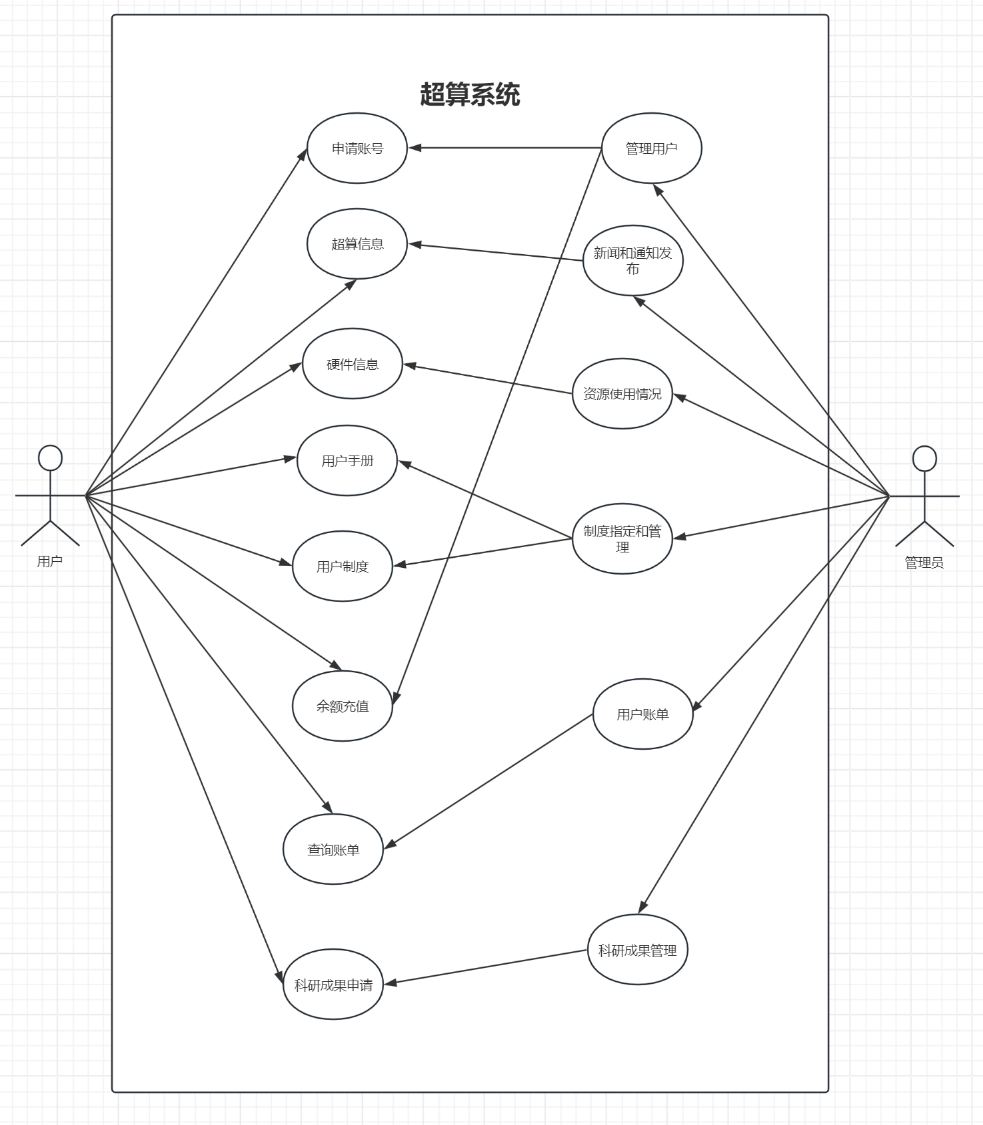 超算系统
申请账号
管理用户
超算信息
新闻和通知发
布
硬件信息
资源使用情况
用户手册
用户制度
制度指定和管
理
用户
管理员
余额充值
用户账单
查询账单
科研成果申请
科研成果管理